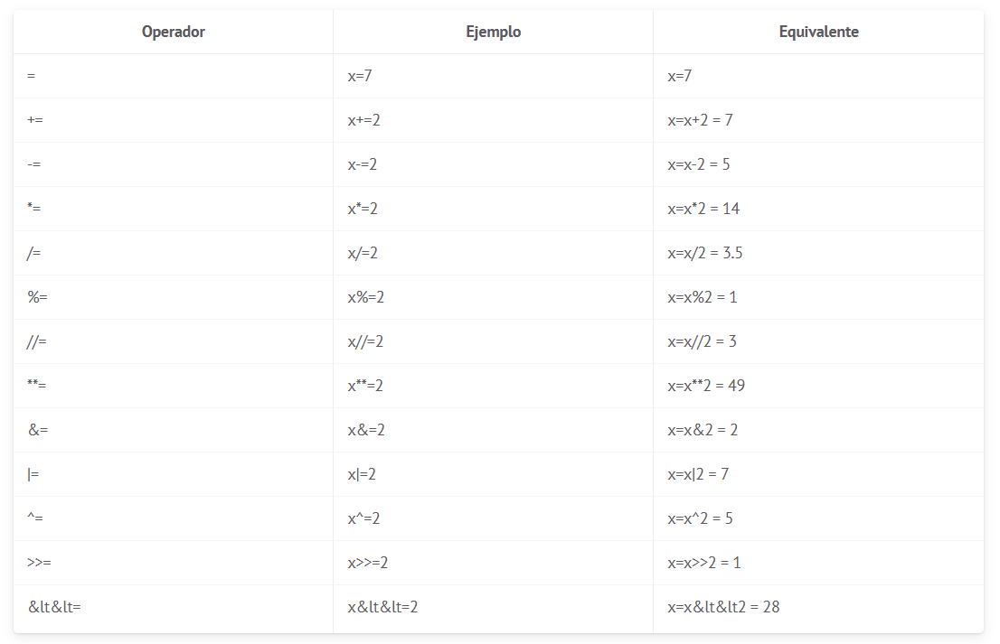 Operador Ejemplo Equivalente
= x=7 x=7
+= x+=2 x=x+2 = 7
-= x-=2 x=x-2 = 5
*= x*=2 x=x*2 = 14
/= x/=2 x=x/2 = 3.5
%= x%=2 x=x%2 = 1
//= x//=2 x=x//2 = 3
**= x**=2 x=x**2 = 49
&= x&=2 x=x&2 = 2
|= x|=2 x=x|2 = 7
^= x^=2 x=x^2 = 5
>>= x>>=2 x=x>>2 = 1
&lt&lt= x&lt&lt=2 x=x&lt&lt2 = 28